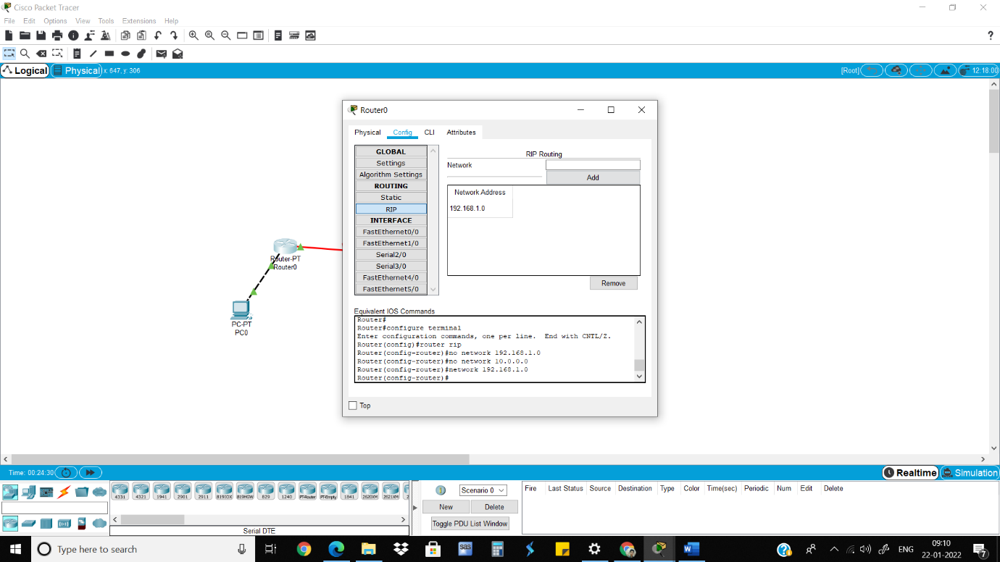 Cisco Packet Tracer
File Edit Options View Tools Extensions Help
?
Logical Physical x: 647, y: 306 [Root] 12:18:00
Router0
Physical Config CLI Attributes
GLOBAL
Settings
Algorithm Settings
ROUTING
Static
RIP
INTERFACE
FastEthernet0/0
FastEthernet1/0
Serial2/0
Serial3/0
FastEthernet4/0
FastEthernet5/0
RIP Routing
Network
Add
Network Address
192.168.1.0
Remove
Equivalent IOS Commands
Router#
Router#configure terminal
Enter configuration commands, one per line. End with CNTL/Z.
Router(config)#router rip
Router(config-router)#no network 192.168.1.0
Router(config-router)#no network 10.0.0.0
Router(config-router)#network 192.168.1.0
Router(config-router)#
Top
Router-PT
Router0
PC-PT
PC0
Time: 00:24:30 Realtime Simulation
4331 4321 1941 2901 2911 819IOX 819HGW 829 1240 PT-Router PT-Empty 1841 2620XM 2621XM 2
Serial DTE
Scenario 0
New Delete
Toggle PDU List Window
Fire Last Status Source Destination Type Color Time(sec) Periodic Num Edit Delete
Type here to search
sas
ENG
09:10
22-01-2022
7